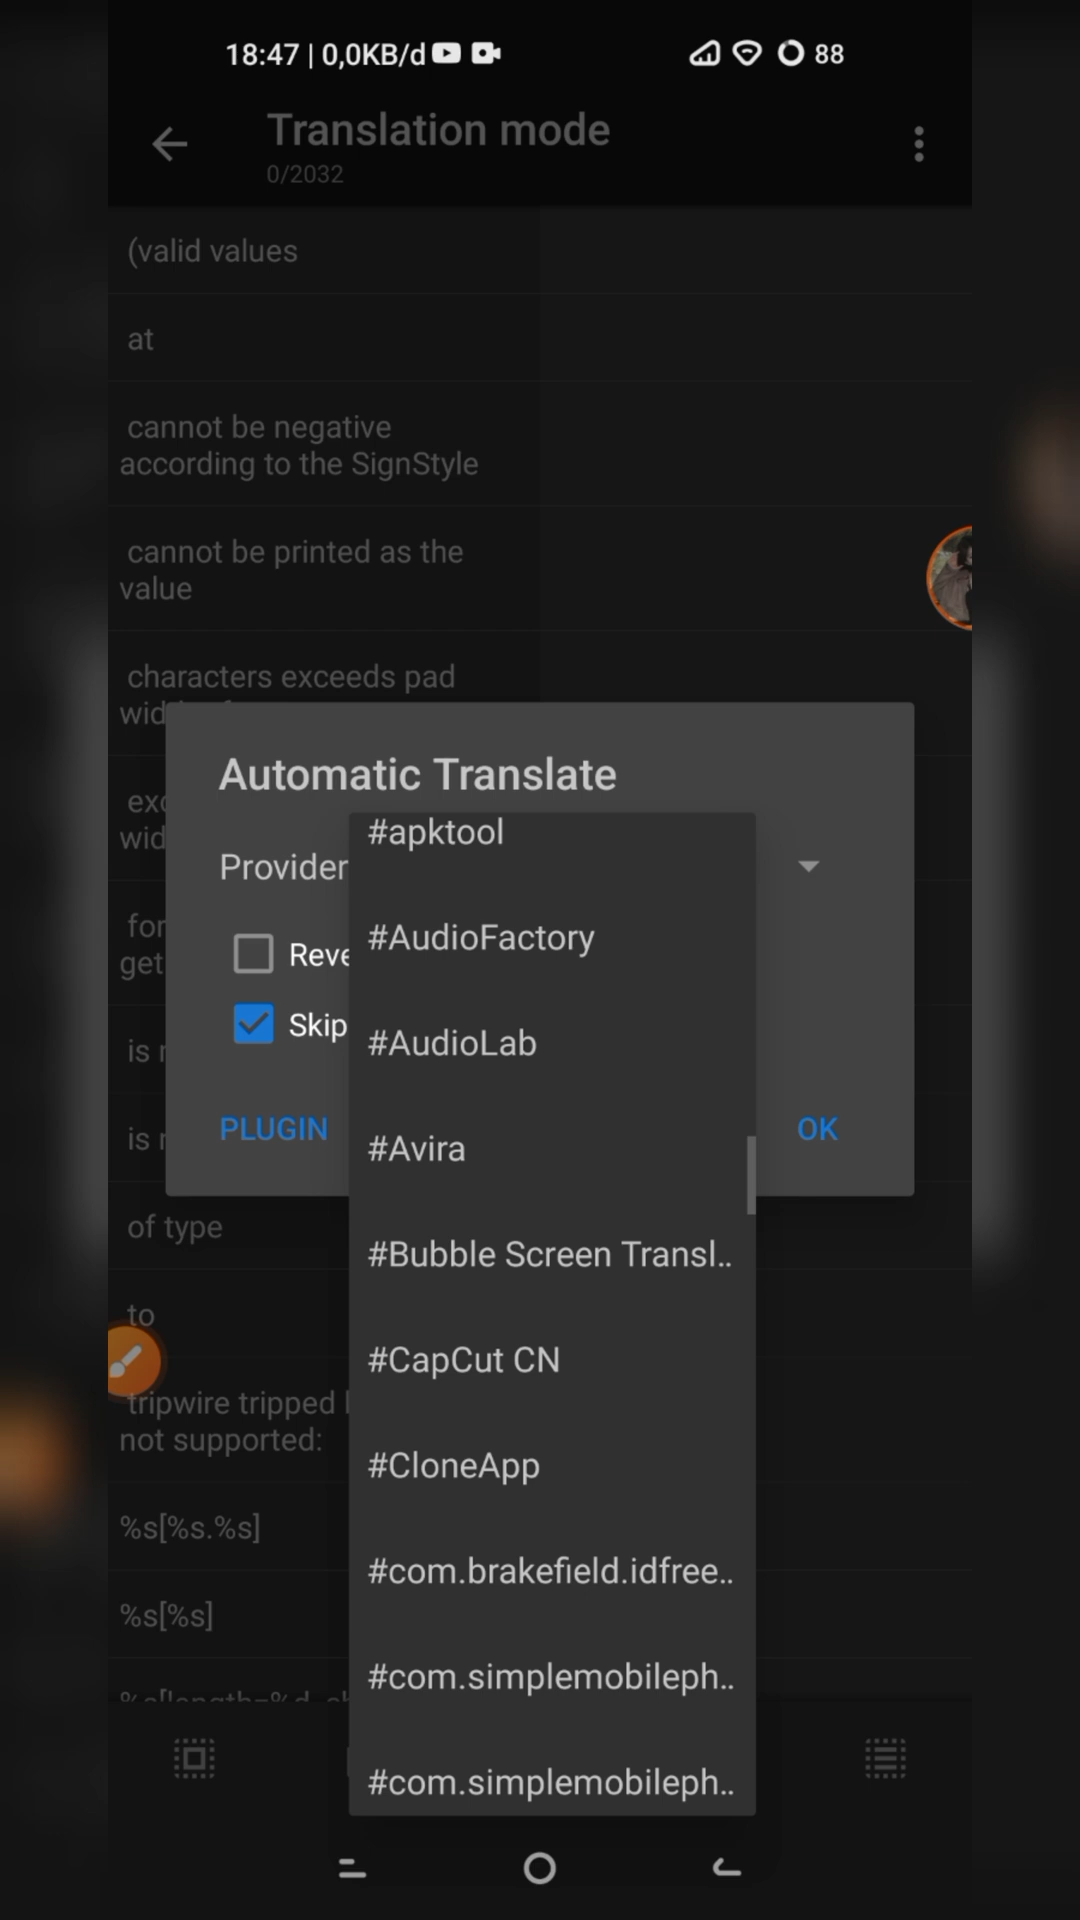 18:47 | 0,0KB/d
88
Translation mode
0/2032
(valid values
at
cannot be negative
according to the SignStyle
cannot be printed as the
value
characters exceeds pad
Automatic Translate
#apktool
Provider
#AudioFactory
#AudioLab
Skip
#Avira
PLUGIN
OK
of type
#Bubble Screen Transl..
to
#CapCut CN
tripwire tripped
not supported:
#CloneApp
%s[%s.%s]
#com.brakefield.idfree..
%s[%s]
#com.simplemobileph..
#com.simplemobileph..